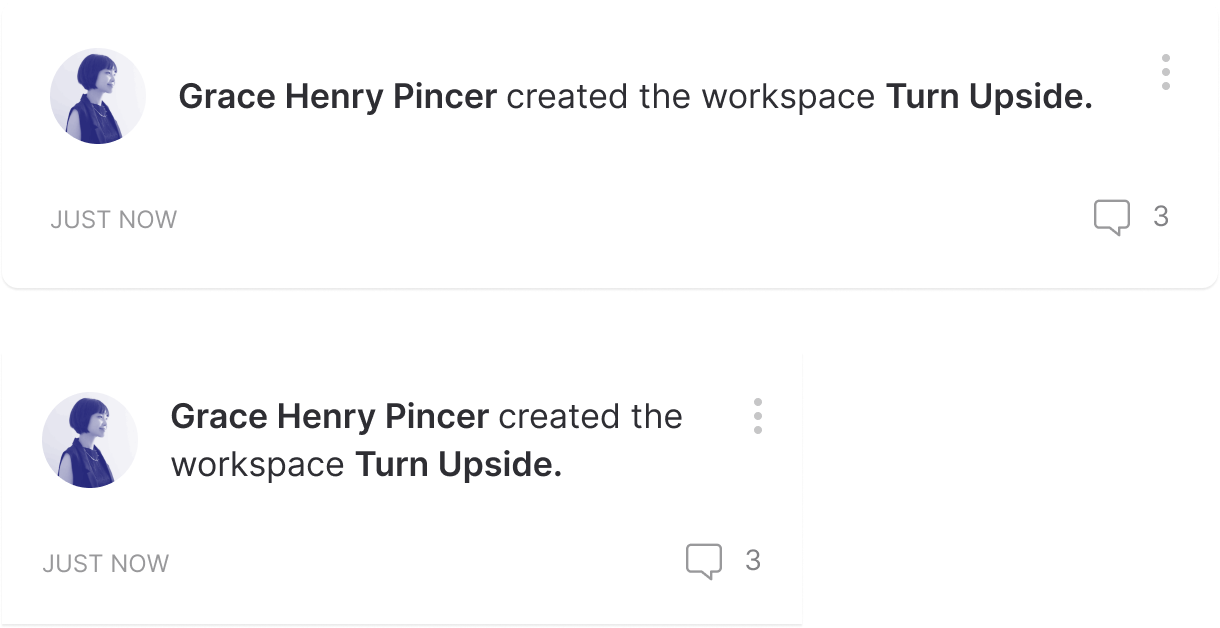 Grace Henry Pincer created the workspace Turn Upside.
JUST NOW
3
Grace Henry Pincer created the
workspace Turn Upside.
JUST NOW
3